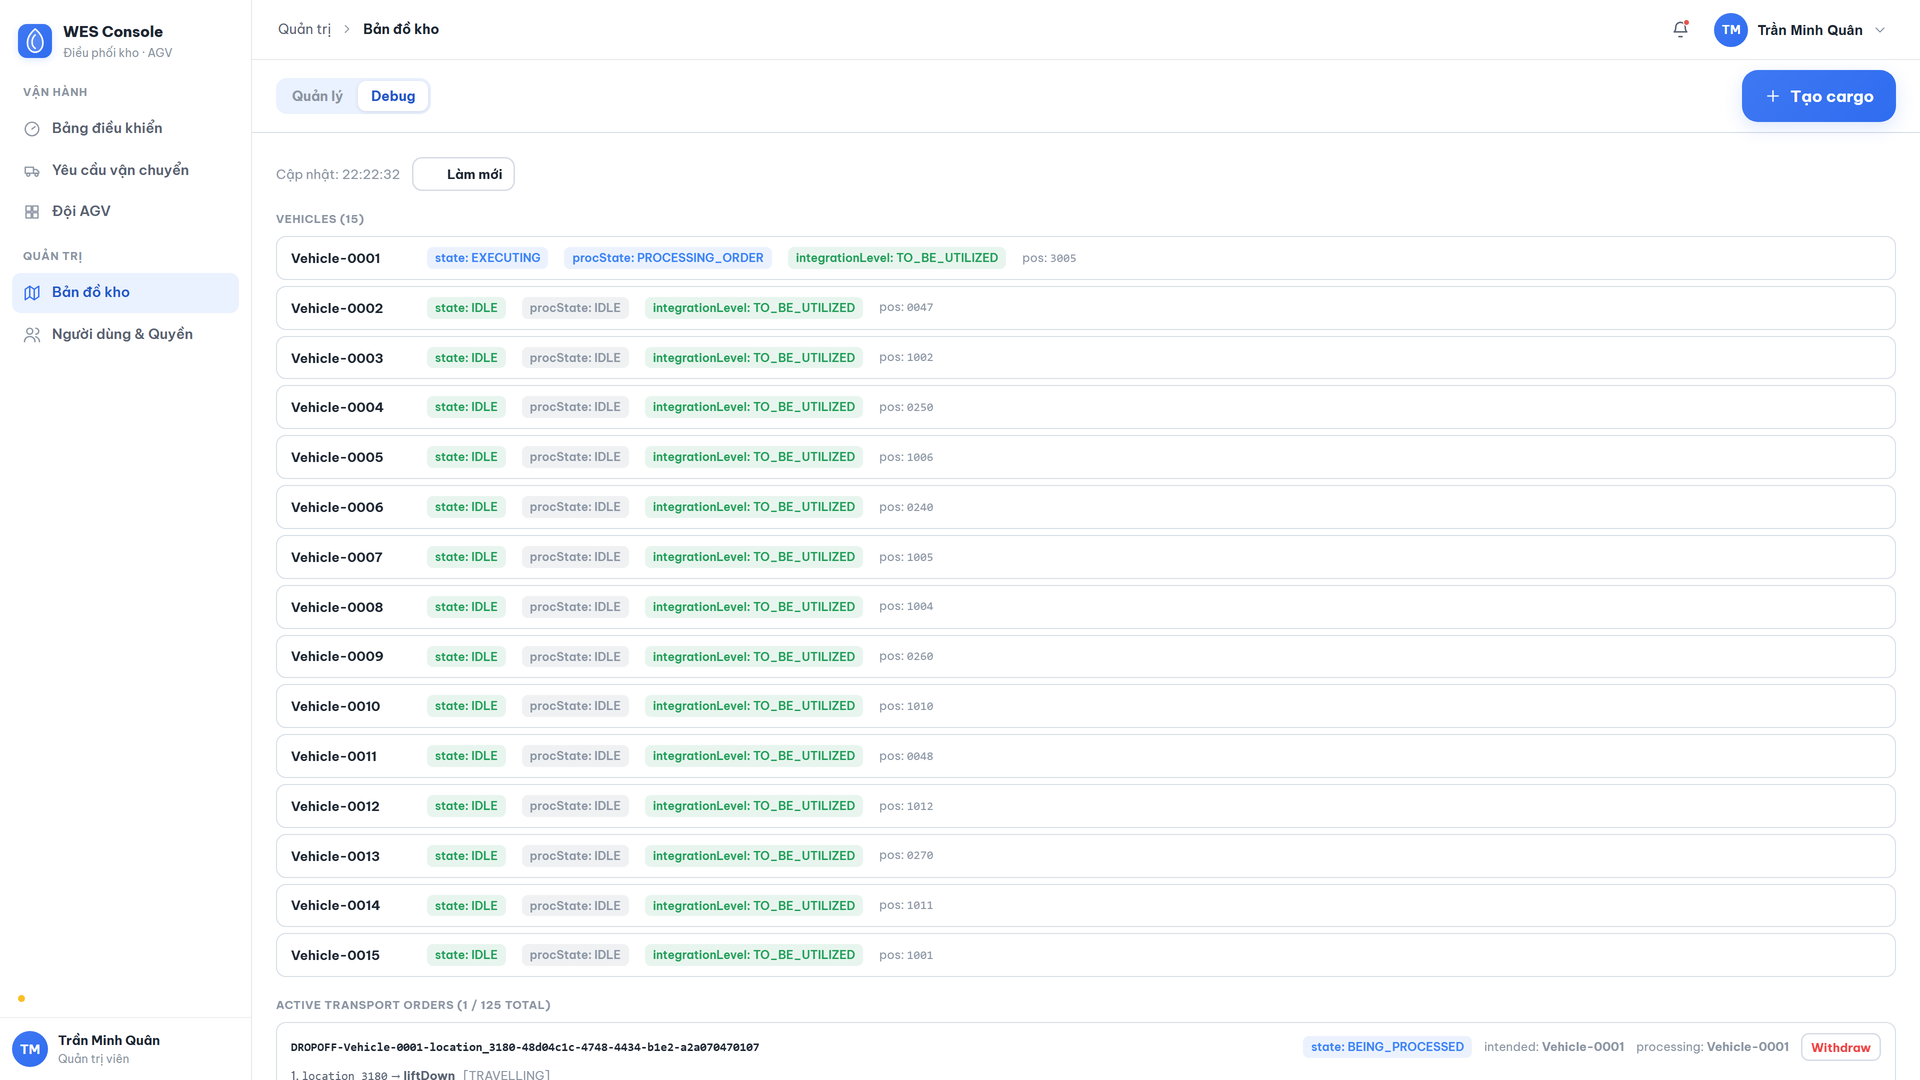 WES Console
Điều phối kho · AGV
VẬN HÀNH
Bảng điều khiển
Yêu cầu vận chuyển
Đội AGV
QUẢN TRỊ
Bản đồ kho
Người dùng & Quyền
TM Trần Minh Quân
Quản trị viên
Quản trị > Bản đồ kho
TM Trần Minh Quân
Quản lý Debug
+ Tạo cargo
Cập nhật: 22:22:32 Làm mới
VEHICLES (15)
Vehicle-0001 state: EXECUTING procState: PROCESSING_ORDER integrationLevel: TO_BE_UTILIZED pos: 3005
Vehicle-0002 state: IDLE procState: IDLE integrationLevel: TO_BE_UTILIZED pos: 0047
Vehicle-0003 state: IDLE procState: IDLE integrationLevel: TO_BE_UTILIZED pos: 1002
Vehicle-0004 state: IDLE procState: IDLE integrationLevel: TO_BE_UTILIZED pos: 0250
Vehicle-0005 state: IDLE procState: IDLE integrationLevel: TO_BE_UTILIZED pos: 1006
Vehicle-0006 state: IDLE procState: IDLE integrationLevel: TO_BE_UTILIZED pos: 0240
Vehicle-0007 state: IDLE procState: IDLE integrationLevel: TO_BE_UTILIZED pos: 1005
Vehicle-0008 state: IDLE procState: IDLE integrationLevel: TO_BE_UTILIZED pos: 1004
Vehicle-0009 state: IDLE procState: IDLE integrationLevel: TO_BE_UTILIZED pos: 0260
Vehicle-0010 state: IDLE procState: IDLE integrationLevel: TO_BE_UTILIZED pos: 1010
Vehicle-0011 state: IDLE procState: IDLE integrationLevel: TO_BE_UTILIZED pos: 0048
Vehicle-0012 state: IDLE procState: IDLE integrationLevel: TO_BE_UTILIZED pos: 1012
Vehicle-0013 state: IDLE procState: IDLE integrationLevel: TO_BE_UTILIZED pos: 0270
Vehicle-0014 state: IDLE procState: IDLE integrationLevel: TO_BE_UTILIZED pos: 1011
Vehicle-0015 state: IDLE procState: IDLE integrationLevel: TO_BE_UTILIZED pos: 1001
ACTIVE TRANSPORT ORDERS (1 / 125 TOTAL)
DROPOFF-Vehicle-0001-location_3180-48d04c1c-4748-4434-b1e2-a2a070470107 state: BEING_PROCESSED intended: Vehicle-0001 processing: Vehicle-0001 Withdraw
1. location_3180 → liftDown [TRAVELLING]